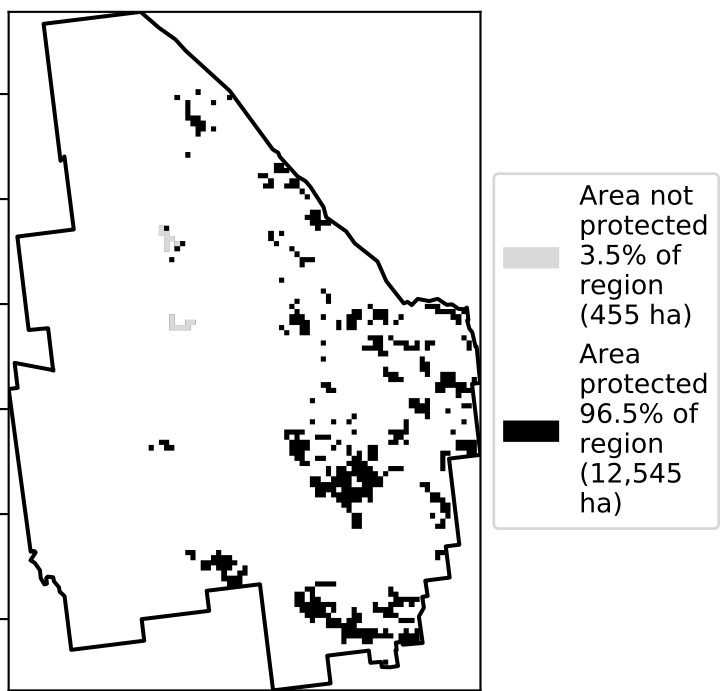 Area not
protected
3.5% of
region
(455 ha)
Area
protected
96.5% of
region
(12,545
ha)